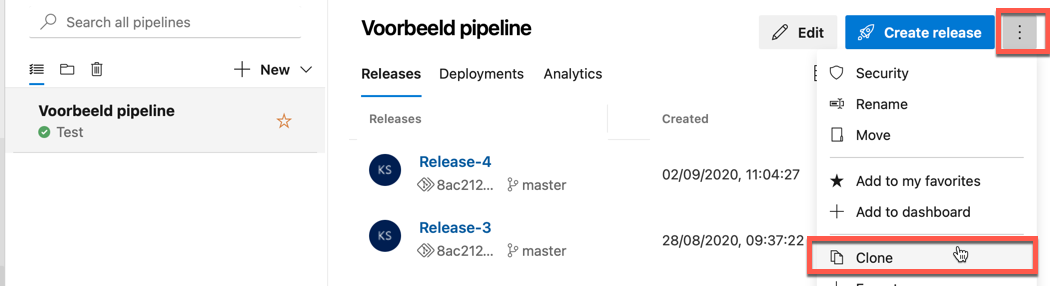 Search all pipelines
New
Voorbeeld pipeline
Test
Voorbeeld pipeline
Edit
Create release
Releases
Deployments
Analytics
Releases
Created
KS
Release-4
8ac212...
master
02/09/2020, 11:04:27
KS
Release-3
8ac212...
master
28/08/2020, 09:37:22
Security
Rename
Move
Add to my favorites
Add to dashboard
Clone